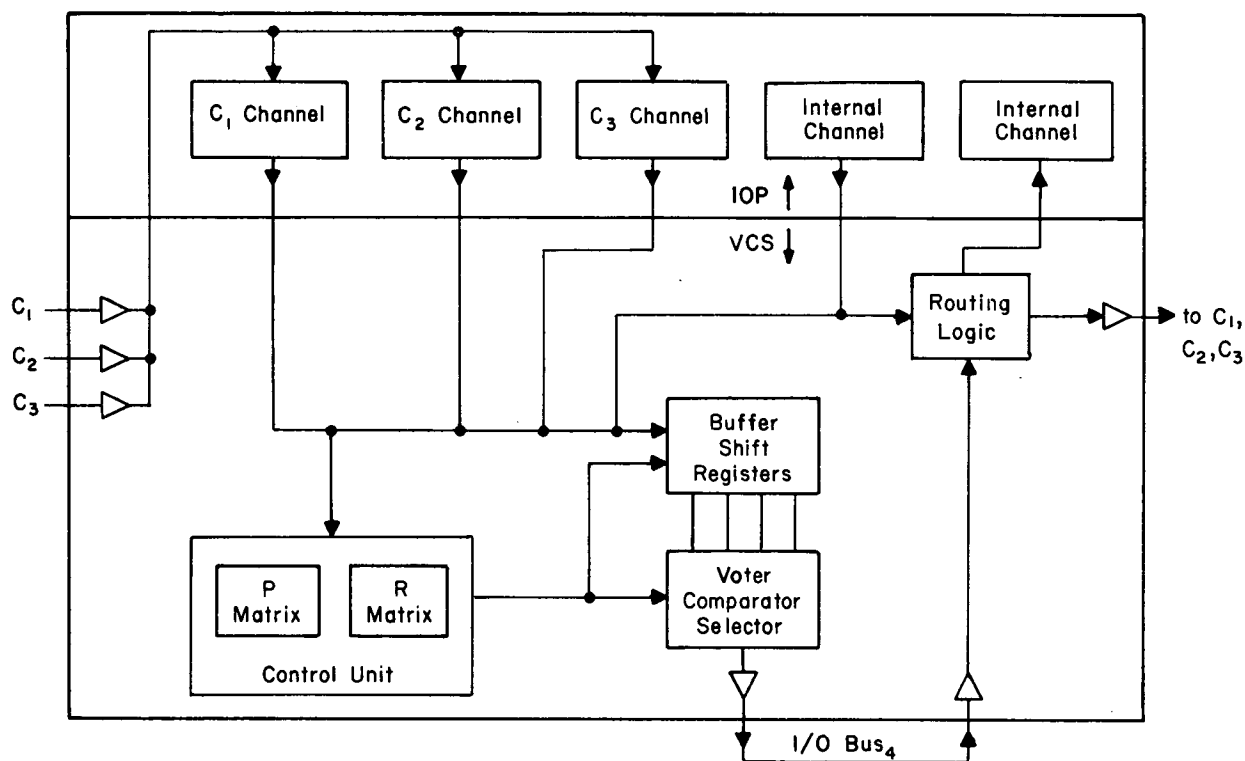 C₁ Channel
C₂ Channel
C₃ Channel
Internal
Channel
Internal
Channel
IOP
VCS
C₁
C₂
C₃
Routing
Logic
to C₁,
C₂,C₃
Buffer
Shift
Registers
P
Matrix
R
Matrix
Control Unit
Voter
Comparator
Selector
I/O Bus₄